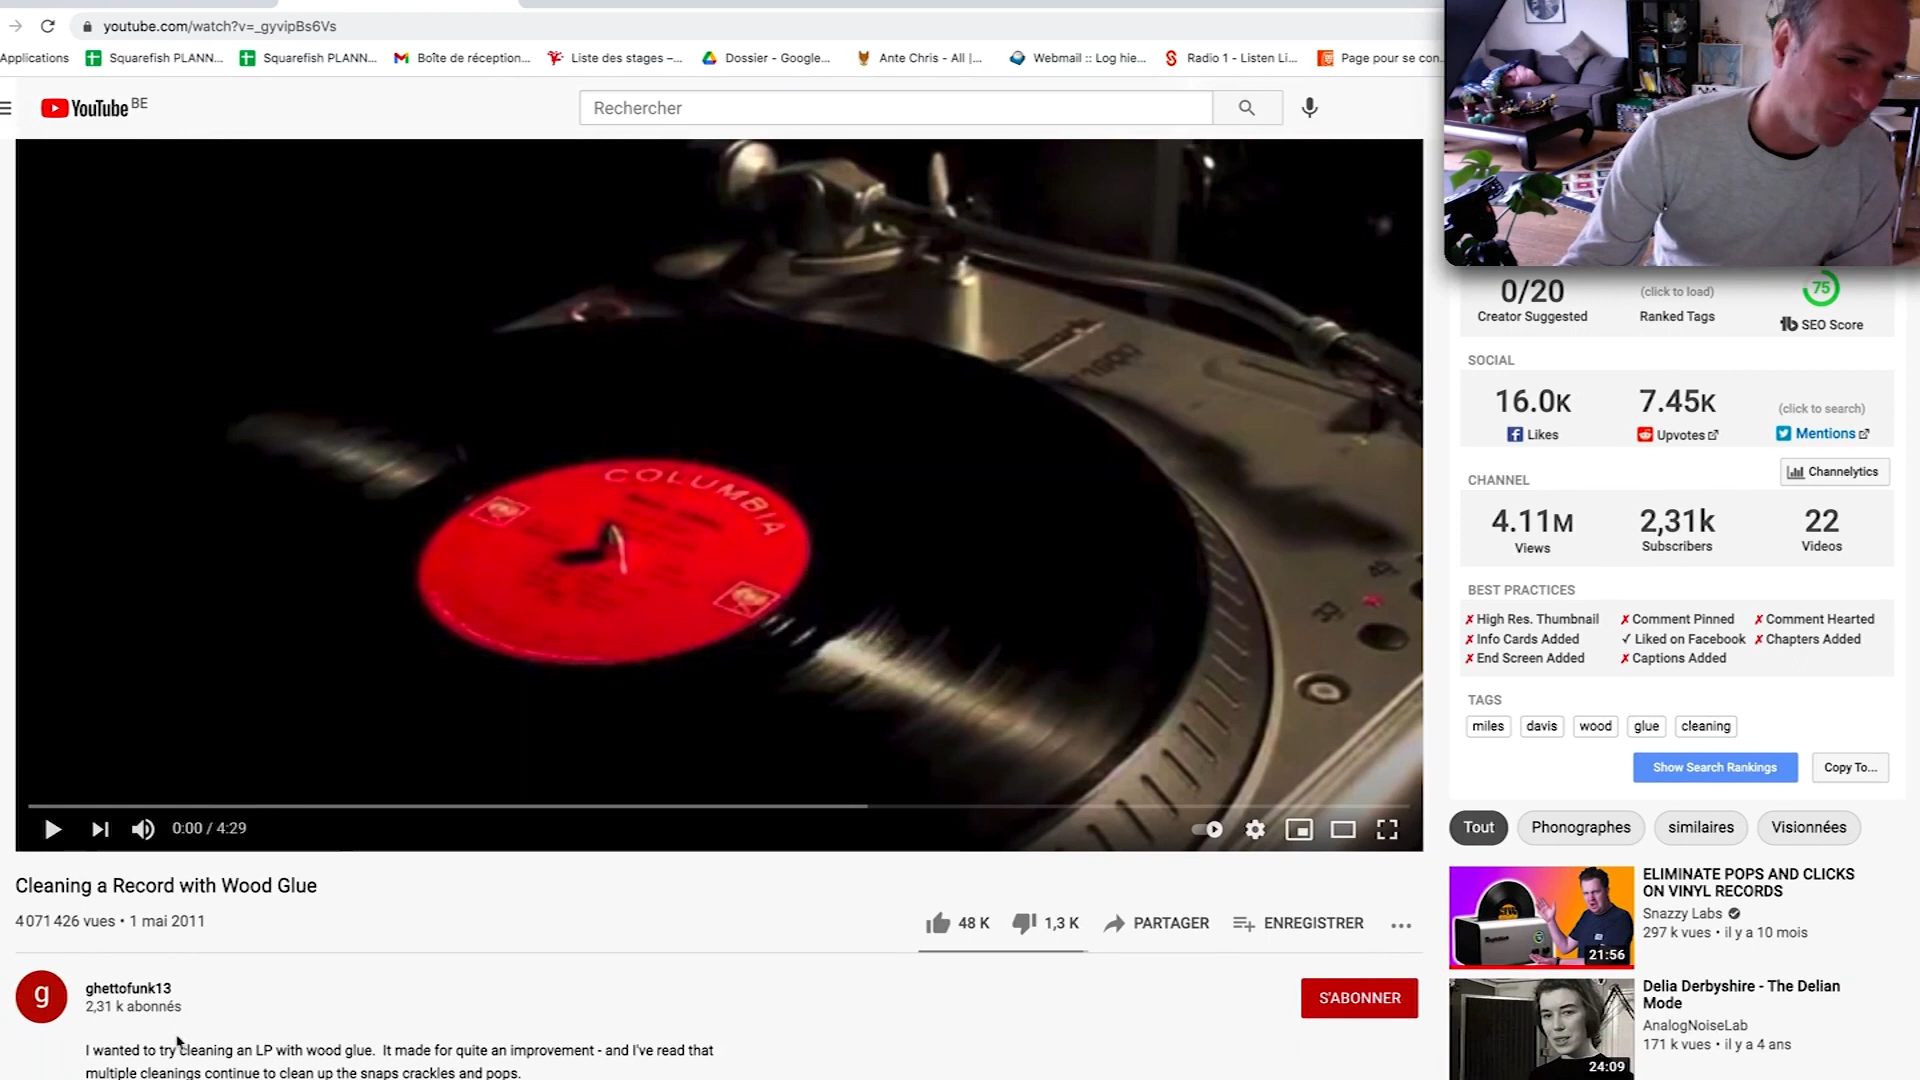 youtube.com/watch?v=_gyvipBs6Vs
Applications
Squarefish PLANN...
Squarefish PLANN...
Boîte de réception...
Liste des stages –...
Dossier - Google...
Ante Chris - All |...
Webmail :: Log hie...
Radio 1 - Listen Li...
Page pour se con...
YouTube BE
Rechercher
COLUMBIA
0:00 / 4:29
Cleaning a Record with Wood Glue
4 071 426 vues • 1 mai 2011
48 K
1,3 K
PARTAGER
ENREGISTRER
g
ghettofunk13
2,31 k abonnés
S'ABONNER
I wanted to try cleaning an LP with wood glue. It made for quite an improvement - and I've read that
multiple cleanings continue to clean up the snaps crackles and pops.
0/20
Creator Suggested
(click to load)
Ranked Tags
75
tb SEO Score
SOCIAL
16.0K
Likes
7.45K
Upvotes
(click to search)
Mentions
CHANNEL
Channelytics
4.11M
Views
2,31k
Subscribers
22
Videos
BEST PRACTICES
✗ High Res. Thumbnail ✗ Comment Pinned ✗ Comment Hearted
✗ Info Cards Added ✓ Liked on Facebook ✗ Chapters Added
✗ End Screen Added ✗ Captions Added
TAGS
miles davis wood glue cleaning
Show Search Rankings
Copy To...
Tout
Phonographes
similaires
Visionnées
21:56
ELIMINATE POPS AND CLICKS
ON VINYL RECORDS
Snazzy Labs
297 k vues • il y a 10 mois
24:09
Delia Derbyshire - The Delian
Mode
AnalogNoiseLab
171 k vues • il y a 4 ans